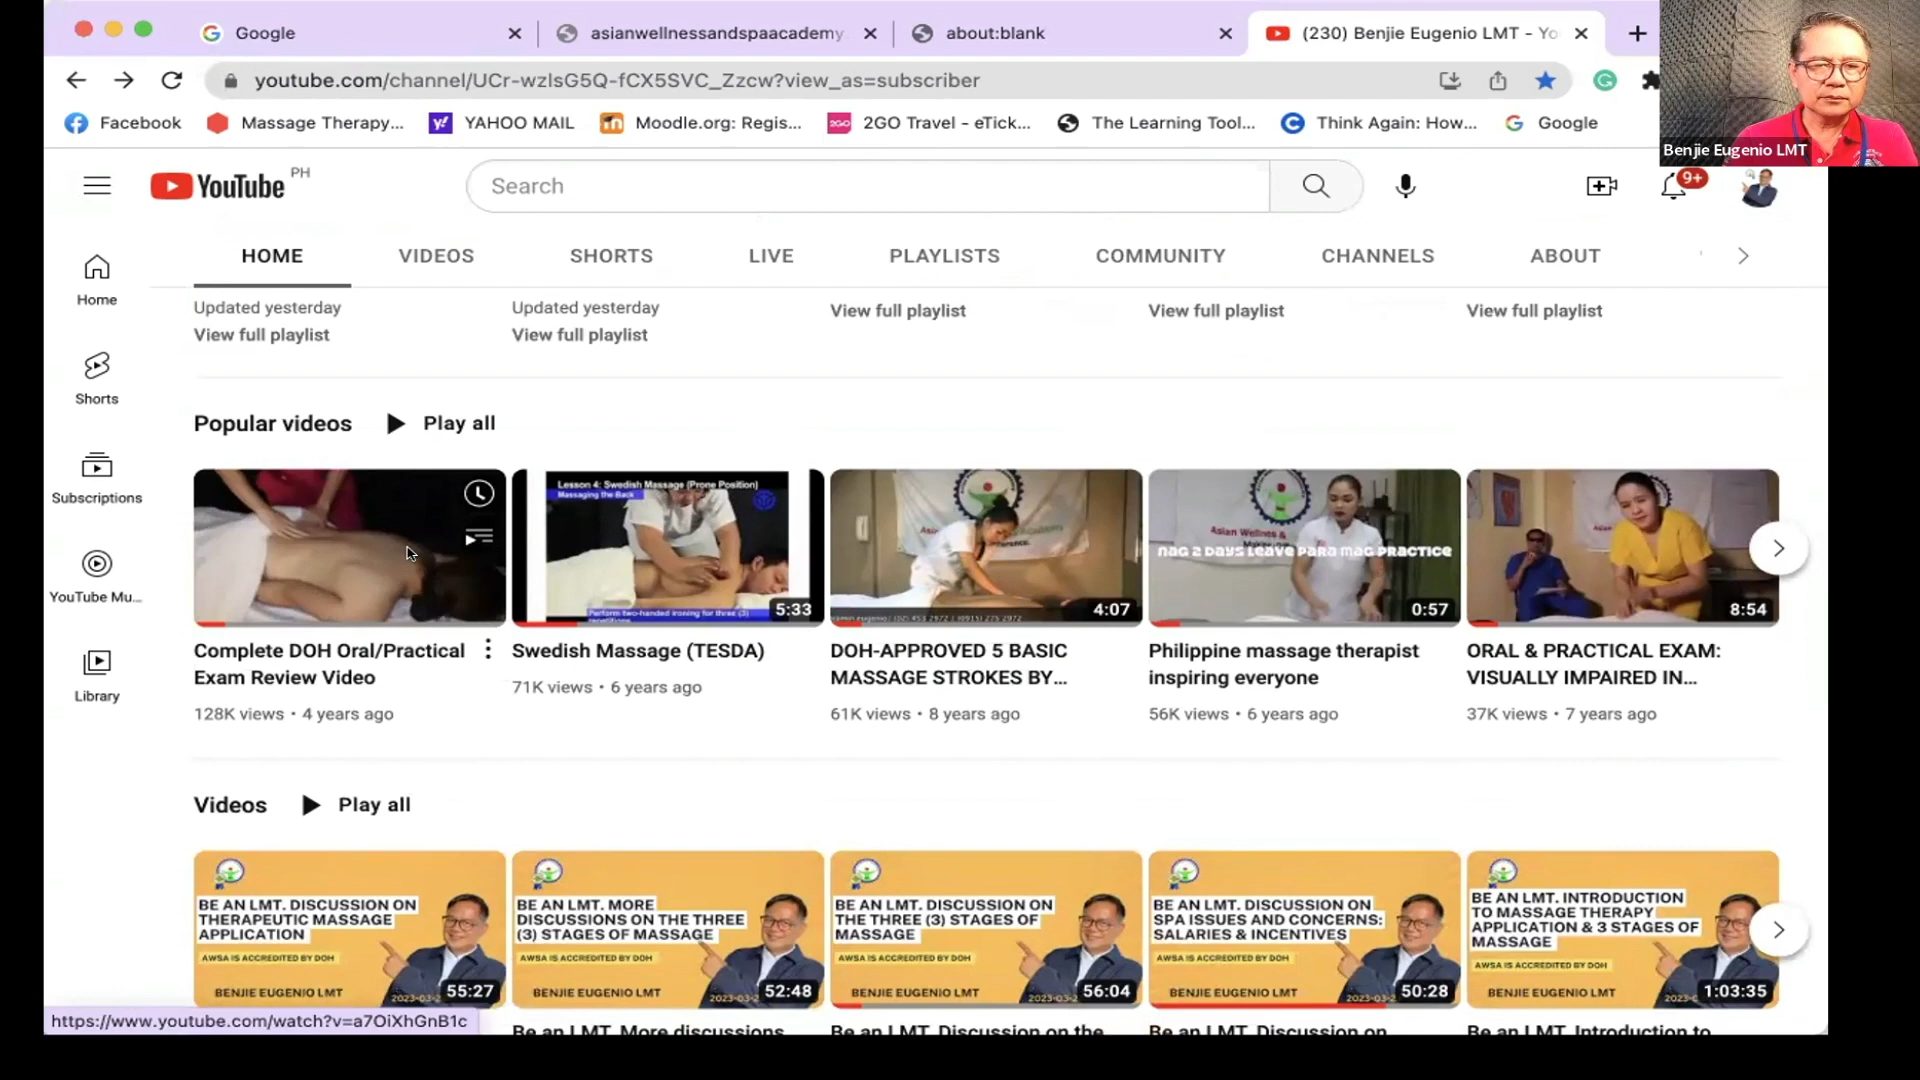 Google
asianwellnessandspaacademy.
about:blank
(230) Benjie Eugenio LMT - Yo
youtube.com/channel/UCr-wzlsG5Q-fCX5SVC_Zzcw?view_as=subscriber
Facebook
Massage Therapy...
YAHOO MAIL
Moodle.org: Regis...
2GO Travel - eTick...
The Learning Tool...
Think Again: How...
Google
Benjie Eugenio LMT
YouTube PH
Search
9+
HOME
VIDEOS
SHORTS
LIVE
PLAYLISTS
COMMUNITY
CHANNELS
ABOUT
Home
Shorts
Subscriptions
YouTube Mu...
Library
Updated yesterday
View full playlist
Updated yesterday
View full playlist
View full playlist
View full playlist
View full playlist
Popular videos
Play all
Lesson 4: Swedish Massage (Prone Position)
Massaging the Back
Perform two-handed ironing for three (3)
repetitions
5:33
4:07
Asian Wellness &
NAG 2 DAYS LEAVE PARA MAG PRACTICE
0:57
8:54
Complete DOH Oral/Practical
Exam Review Video
128K views • 4 years ago
Swedish Massage (TESDA)
71K views • 6 years ago
DOH-APPROVED 5 BASIC
MASSAGE STROKES BY...
61K views • 8 years ago
Philippine massage therapist
inspiring everyone
56K views • 6 years ago
ORAL & PRACTICAL EXAM:
VISUALLY IMPAIRED IN...
37K views • 7 years ago
Videos
Play all
BE AN LMT. DISCUSSION ON
THERAPEUTIC MASSAGE
APPLICATION
AWSA IS ACCREDITED BY DOH
BENJIE EUGENIO LMT
2023-03-2
55:27
BE AN LMT. MORE
DISCUSSIONS ON THE THREE
(3) STAGES OF MASSAGE
AWSA IS ACCREDITED BY DOH
BENJIE EUGENIO LMT
2023-03-2
52:48
BE AN LMT. DISCUSSION ON
THE THREE (3) STAGES OF
MASSAGE
AWSA IS ACCREDITED BY DOH
BENJIE EUGENIO LMT
2023-03-2
56:04
BE AN LMT. DISCUSSION ON
SPA ISSUES AND CONCERNS:
SALARIES & INCENTIVES
AWSA IS ACCREDITED BY DOH
BENJIE EUGENIO LMT
2023-03-2
50:28
BE AN LMT. INTRODUCTION
TO MASSAGE THERAPY
APPLICATION & 3 STAGES OF
MASSAGE
AWSA IS ACCREDITED BY DOH
BENJIE EUGENIO LMT
2023-
1:03:35
Be an LMT. More discussions
Be an LMT. Discussion on the
Be an LMT. Discussion on
Be an LMT. Introduction to
https://www.youtube.com/watch?v=a7OiXhGnB1c